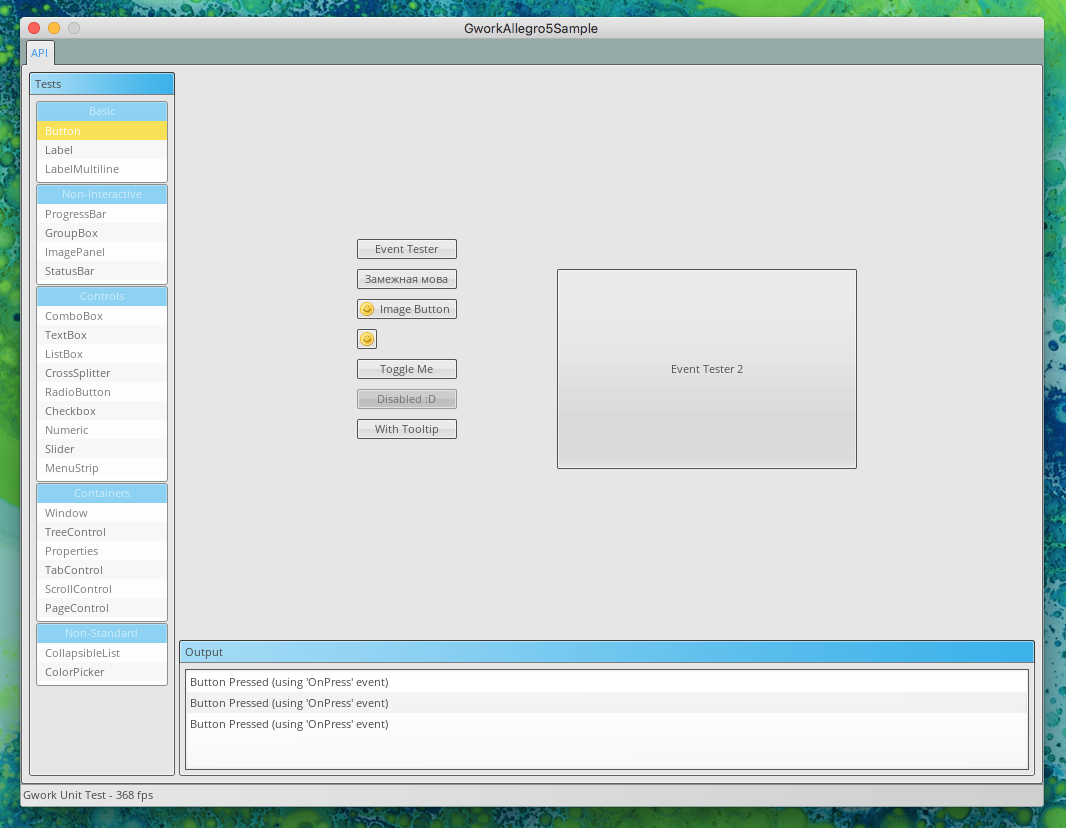 GworkAllegro5Sample
API
Tests
Basic
Button
Label
LabelMultiline
Non-Interactive
ProgressBar
GroupBox
ImagePanel
StatusBar
Controls
ComboBox
TextBox
ListBox
CrossSplitter
RadioButton
Checkbox
Numeric
Slider
MenuStrip
Containers
Window
TreeControl
Properties
TabControl
ScrollControl
PageControl
Non-Standard
CollapsibleList
ColorPicker
Event Tester
Замежная мова
Image Button
Toggle Me
Disabled :D
With Tooltip
Event Tester 2
Output
Button Pressed (using 'OnPress' event)
Button Pressed (using 'OnPress' event)
Button Pressed (using 'OnPress' event)
Gwork Unit Test - 368 fps